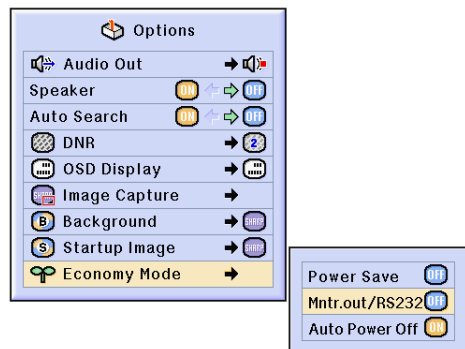 Options
Audio Out
Speaker ON OFF
Auto Search ON OFF
DNR 2
OSD Display
Image Capture SHARP
B Background SHARP
S Startup Image SHARP
Economy Mode
Power Save OFF
Mntr.out/RS232 OFF
Auto Power Off ON